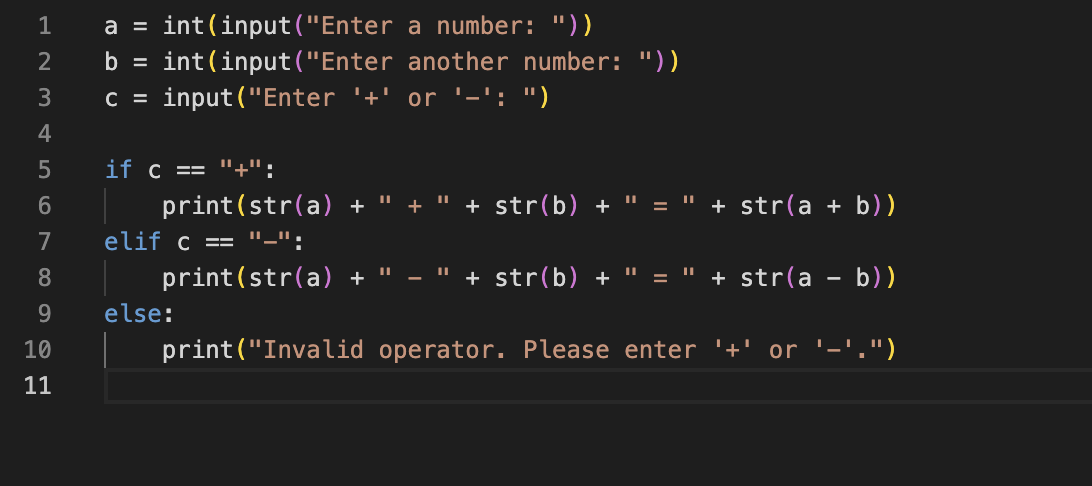 1 a = int(input("Enter a number: "))
2 b = int(input("Enter another number: "))
3 c = input("Enter '+' or '-': ")
4
5 if c == "+":
6     print(str(a) + " + " + str(b) + " = " + str(a + b))
7 elif c == "-":
8     print(str(a) + " - " + str(b) + " = " + str(a - b))
9 else:
10     print("Invalid operator. Please enter '+' or '-'.")
11